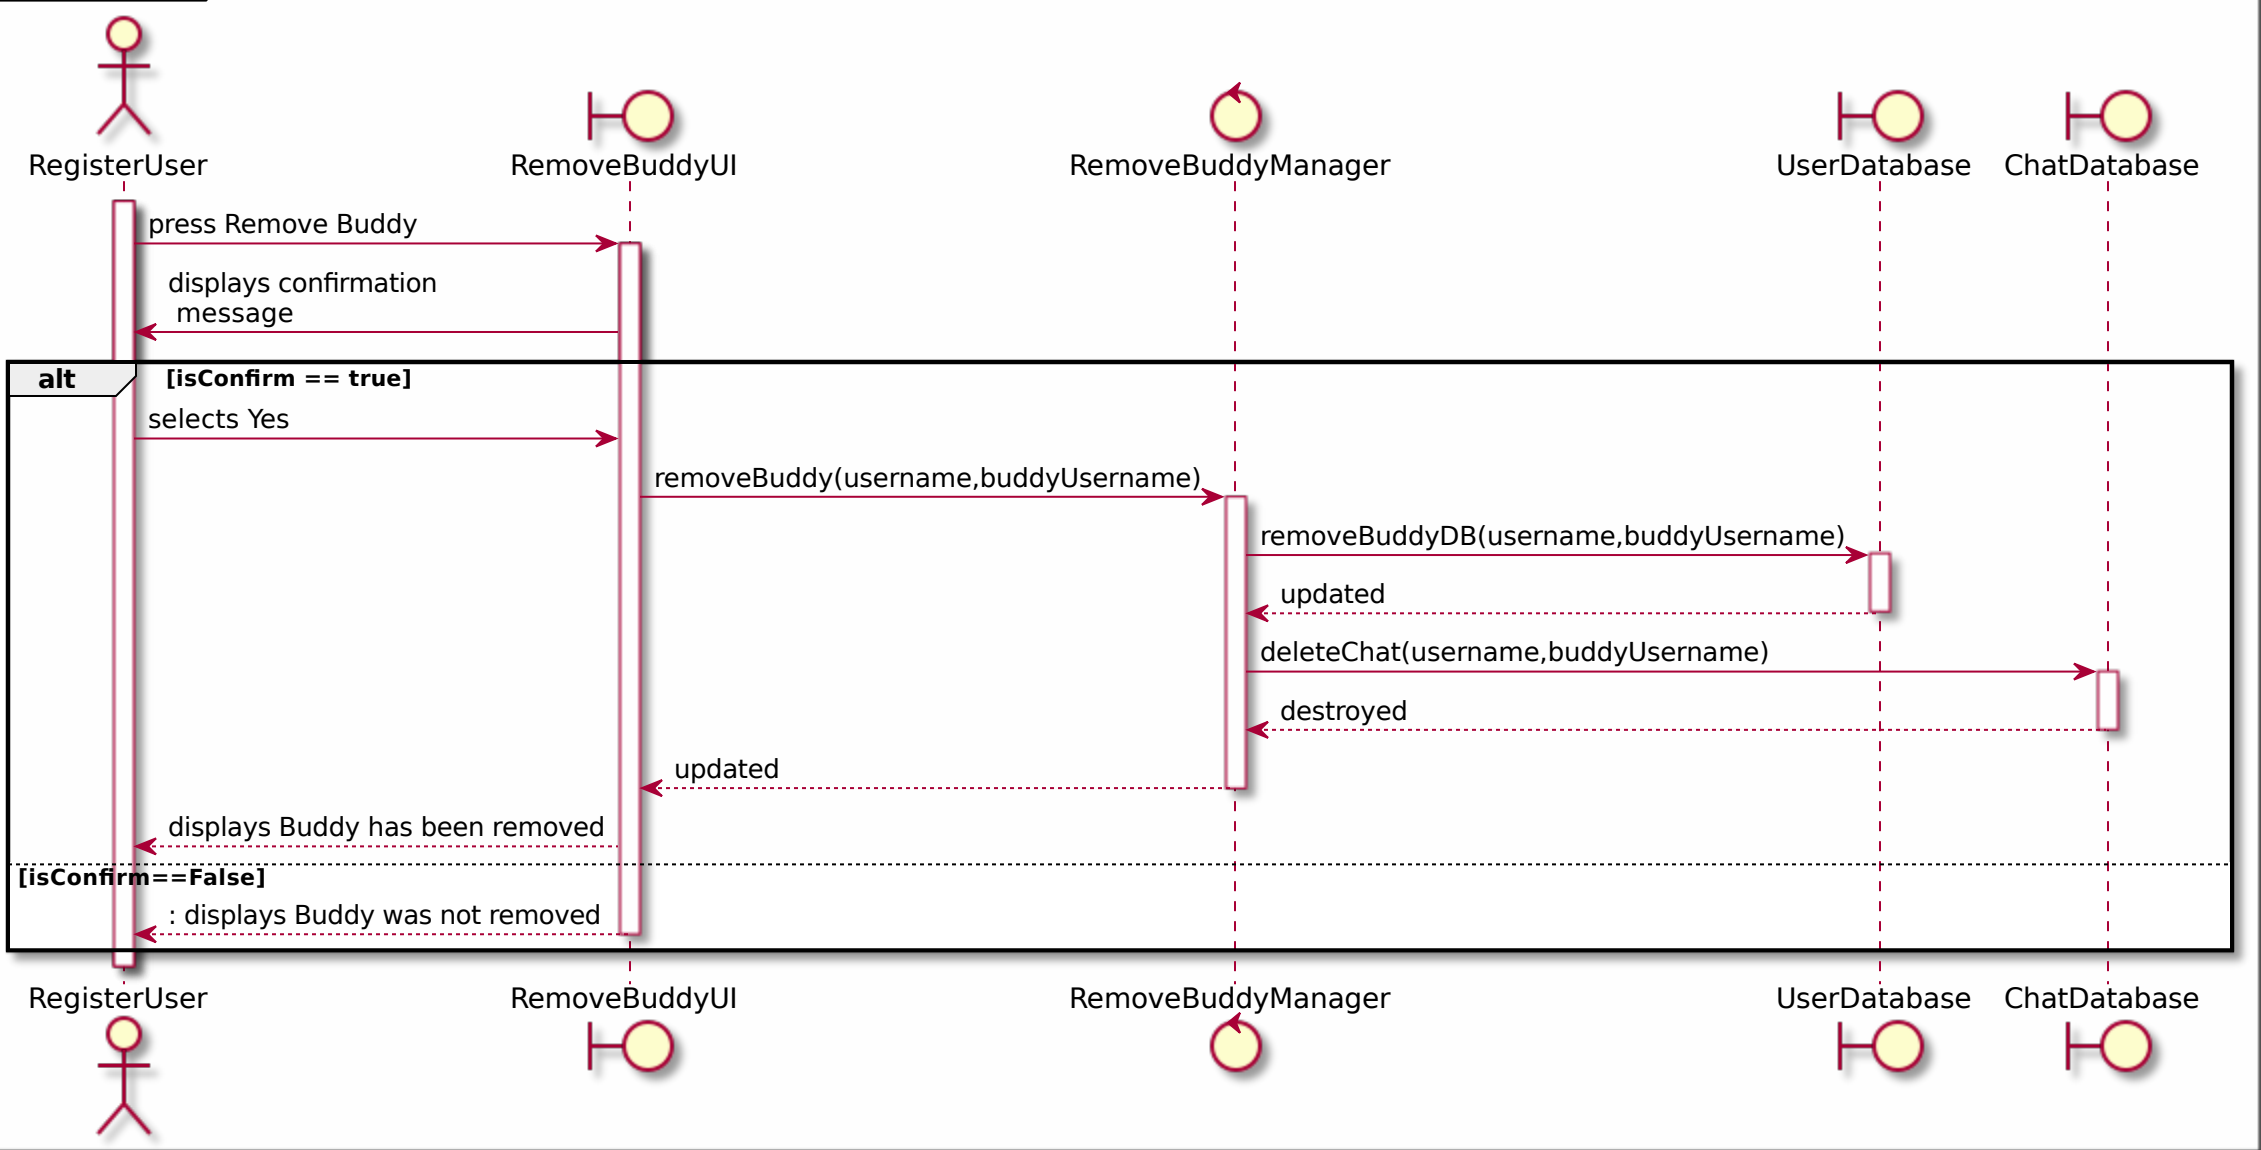 RegisterUser
RemoveBuddyUI
RemoveBuddyManager
UserDatabase
ChatDatabase
press Remove Buddy
displays confirmation
message
alt
[isConfirm == true]
selects Yes
removeBuddy(username,buddyUsername)
removeBuddyDB(username,buddyUsername)
updated
deleteChat(username,buddyUsername)
destroyed
updated
displays Buddy has been removed
[isConfirm==False]
: displays Buddy was not removed
RegisterUser
RemoveBuddyUI
RemoveBuddyManager
UserDatabase
ChatDatabase